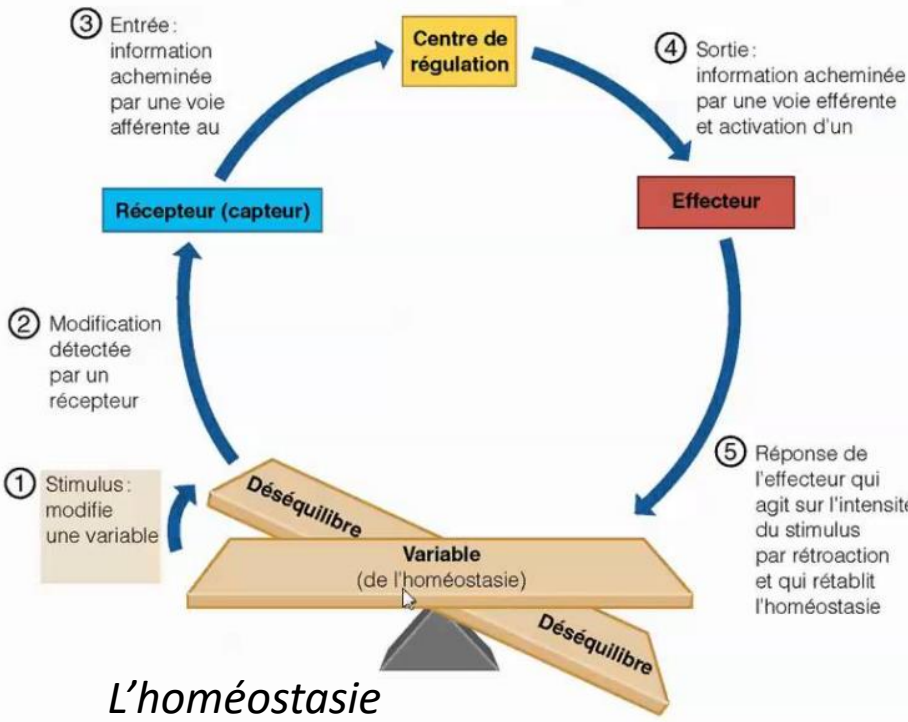 ③ Entrée :
information
acheminée
par une voie
afférente au
Centre de
régulation
④ Sortie :
information acheminée
par une voie efférente
et activation d'un
Récepteur (capteur)
Effecteur
② Modification
détectée
par un
récepteur
① Stimulus :
modifie
une variable
Déséquilibre
Variable
(de l'homéostasie)
Déséquilibre
⑤ Réponse de
l'effecteur qui
agit sur l'intensité
du stimulus
par rétroaction
et qui rétablit
l'homéostasie
L'homéostasie